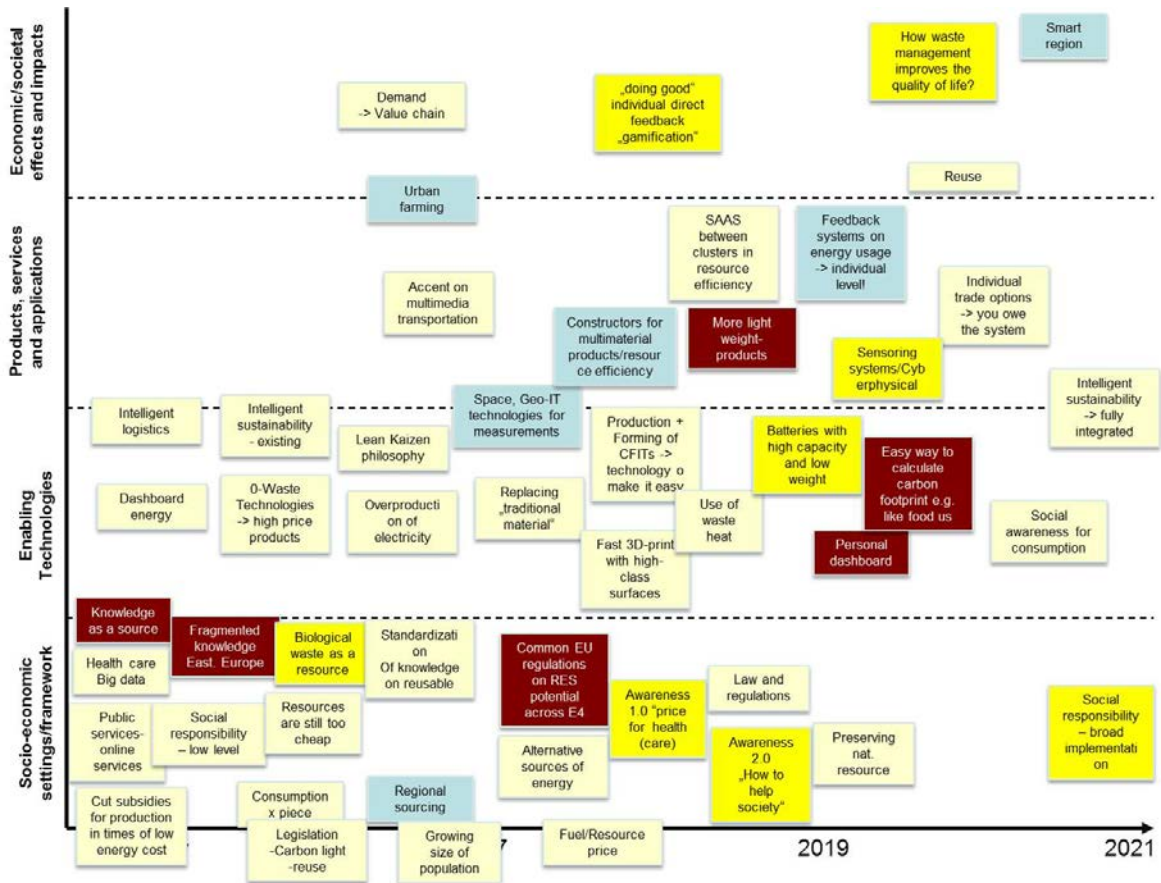 Economic/societal
effects and impacts
Demand
-> Value chain
„doing good"
individual direct
feedback
„gamification"
How waste
management
improves the
quality of life?
Smart
region
Reuse
Urban
farming
Products, services
and applications
Accent on
multimedia
transportation
SAAS
between
clusters in
resource
efficiency
Feedback
systems on
energy usage
-> individual
level!
Individual
trade options
-> you owe
the system
Constructors for
multimaterial
products/resour
ce efficiency
More light
weight-
products
Sensoring
systems/Cyb
erphysical
Enabling
Technologies
Intelligent
logistics
Intelligent
sustainability
- existing
Lean Kaizen
philosophy
Space, Geo-IT
technologies for
measurements
Production +
Forming of
CFITs ->
technology o
make it easy
Batteries with
high capacity
and low
weight
Easy way to
calculate
carbon
footprint e.g.
like food us
Intelligent
sustainability
-> fully
integrated
Dashboard
energy
0-Waste
Technologies
-> high price
products
Overproducti
on of
electricity
Replacing
„traditional
material"
Use of
waste
heat
Fast 3D-print
with high-
class
surfaces
Personal
dashboard
Social
awareness for
consumption
Socio-economic
settings/framework
Knowledge
as a source
Fragmented
knowledge
East. Europe
Biological
waste as a
resource
Standardizati
on
Of knowledge
on reusable
Common EU
regulations
on RES
potential
across E4
Law and
regulations
Health care
Big data
Public
services-
online
services
Social
responsibility
– low level
Resources
are still too
cheap
Awareness
1.0 "price
for health
(care)
Alternative
sources of
energy
Awareness
2.0
„How to
help
society"
Preserving
nat.
resource
Social
responsibility
– broad
implementati
on
Cut subsidies
for production
in times of low
energy cost
Consumption
x piece
Regional
sourcing
Legislation
-Carbon light
-reuse
Growing
size of
population
Fuel/Resource
price
7
2019
2021